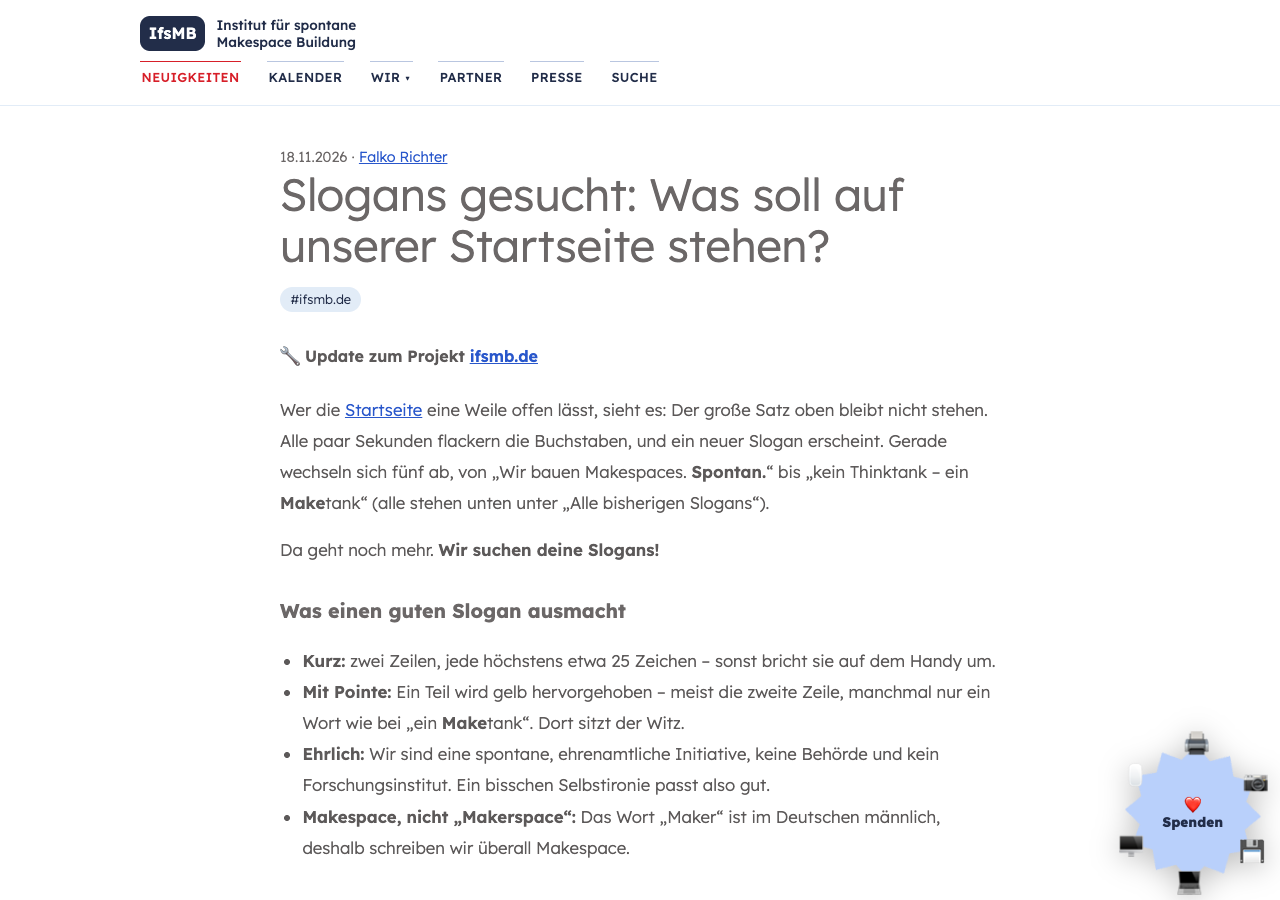 IfsMB
Institut für spontane
Makespace Buildung
NEUIGKEITEN KALENDER WIR ▾ PARTNER PRESSE SUCHE
18.11.2026 · Falko Richter
Slogans gesucht: Was soll auf
unserer Startseite stehen?
#ifsmb.de
🔧 Update zum Projekt ifsmb.de
Wer die Startseite eine Weile offen lässt, sieht es: Der große Satz oben bleibt nicht stehen.
Alle paar Sekunden flackern die Buchstaben, und ein neuer Slogan erscheint. Gerade
wechseln sich fünf ab, von „Wir bauen Makespaces. Spontan.“ bis „kein Thinktank – ein
Maketank“ (alle stehen unten unter „Alle bisherigen Slogans“).
Da geht noch mehr. Wir suchen deine Slogans!
Was einen guten Slogan ausmacht
• Kurz: zwei Zeilen, jede höchstens etwa 25 Zeichen – sonst bricht sie auf dem Handy um.
• Mit Pointe: Ein Teil wird gelb hervorgehoben – meist die zweite Zeile, manchmal nur ein
Wort wie bei „ein Maketank“. Dort sitzt der Witz.
• Ehrlich: Wir sind eine spontane, ehrenamtliche Initiative, keine Behörde und kein
Forschungsinstitut. Ein bisschen Selbstironie passt also gut.
• Makespace, nicht „Makerspace“: Das Wort „Maker“ ist im Deutschen männlich,
deshalb schreiben wir überall Makespace.
❤️
Spenden